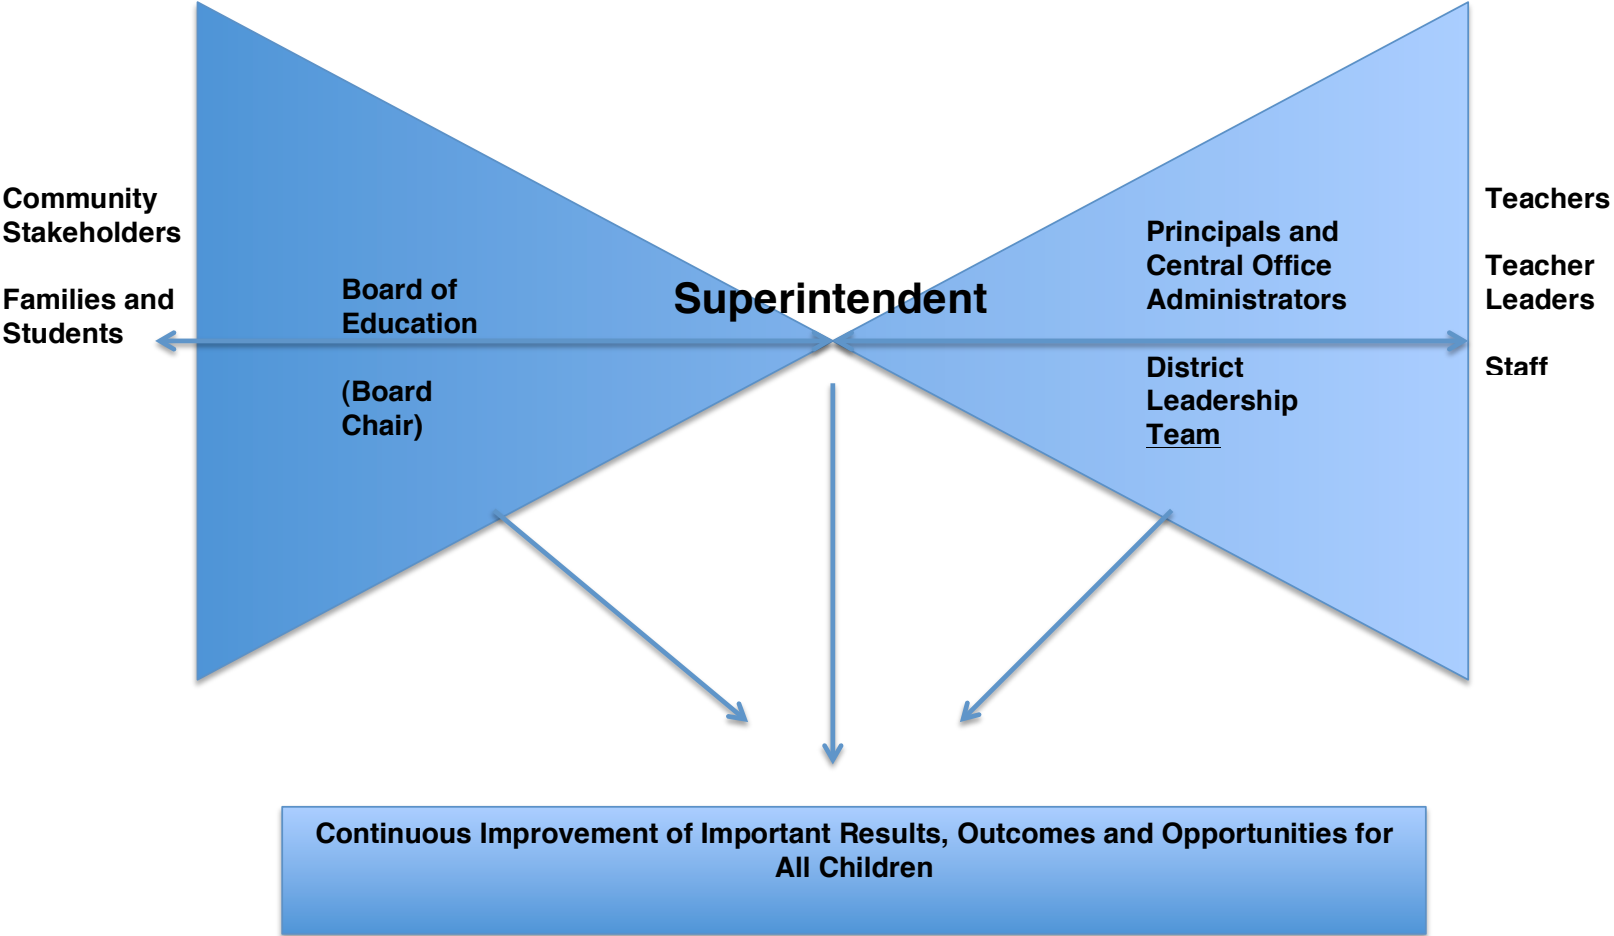 Community
Stakeholders
Families and
Students
Board of
Education
(Board
Chair)
Superintendent
Principals and
Central Office
Administrators
District
Leadership
Team
Teachers
Teacher
Leaders
Staff
Continuous Improvement of Important Results, Outcomes and Opportunities for
All Children